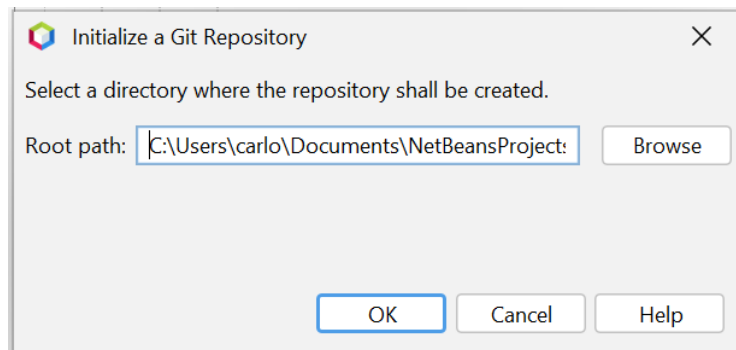 Initialize a Git Repository
Select a directory where the repository shall be created.
Root path: C:\Users\carlo\Documents\NetBeansProjects Browse
OK Cancel Help